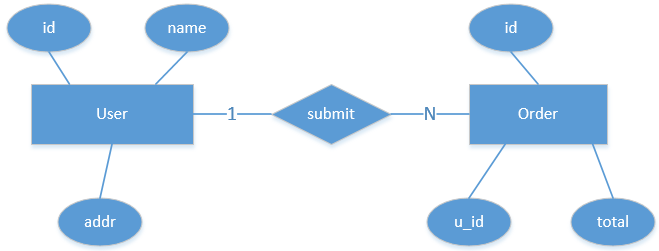 id
name
id
User
1
submit
N
Order
addr
u_id
total